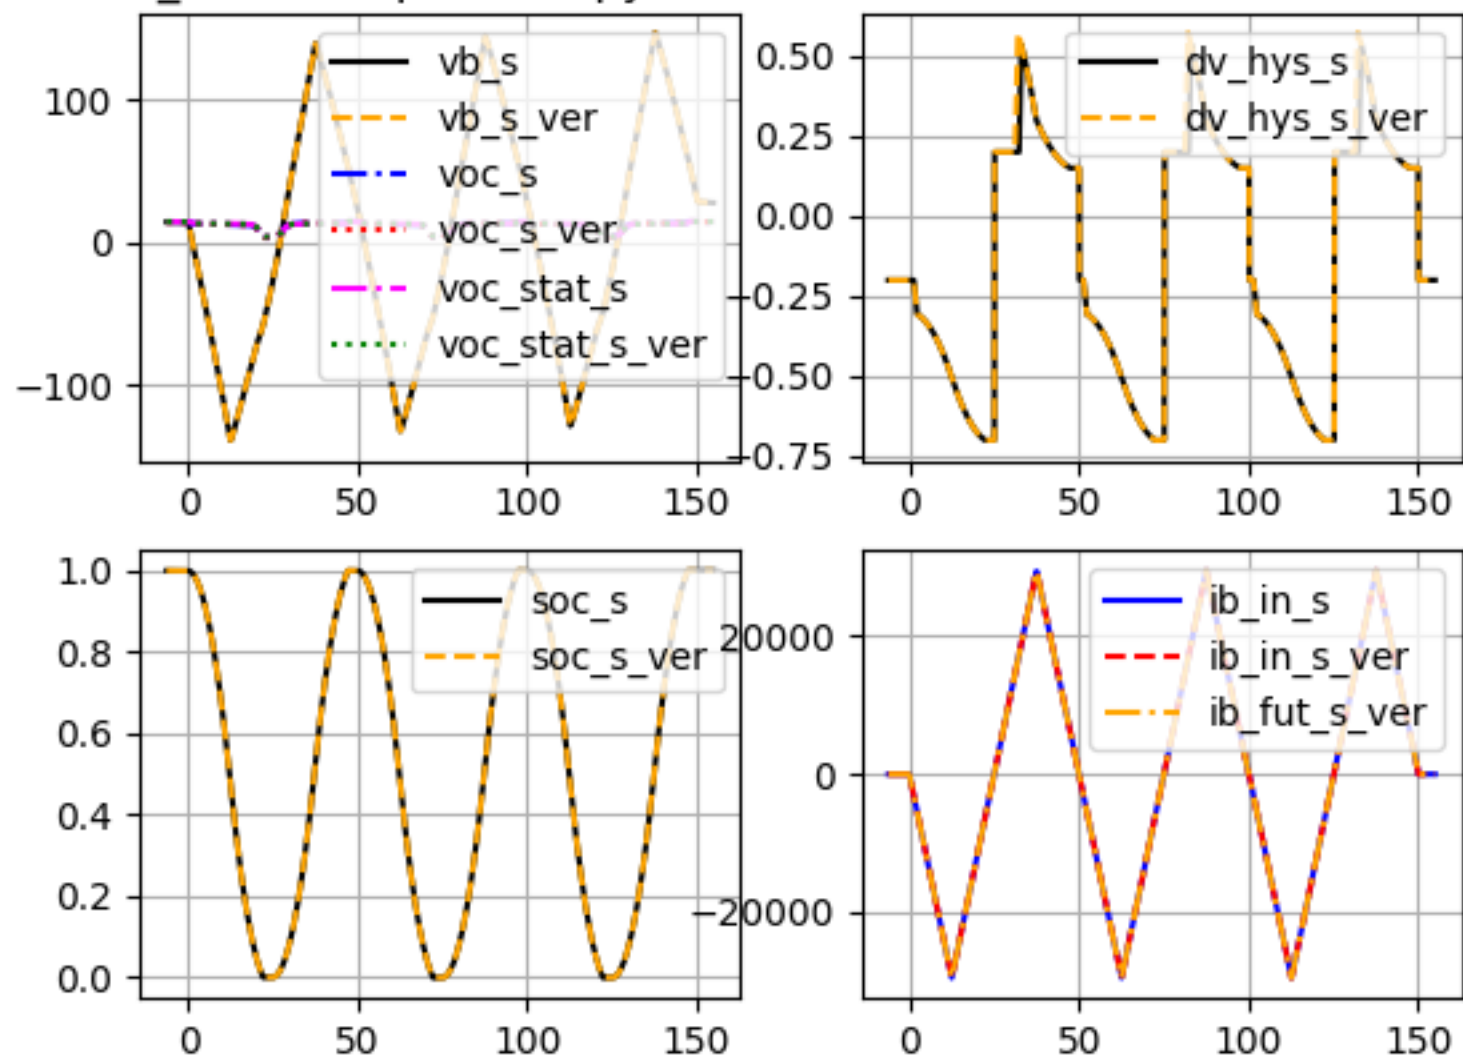 100
0
−100
vb_s
vb_s_ver
voc_s
voc_s_ver
voc_stat_s
voc_stat_s_ver
0 50 100 150
0.50
0.25
0.00
−0.25
−0.50
−0.75
dv_hys_s
dv_hys_s_ver
0 50 100 150
1.0
0.8
0.6
0.4
0.2
0.0
soc_s
soc_s_ver
0 50 100 150
20000
0
−20000
ib_in_s
ib_in_s_ver
ib_fut_s_ver
0 50 100 150